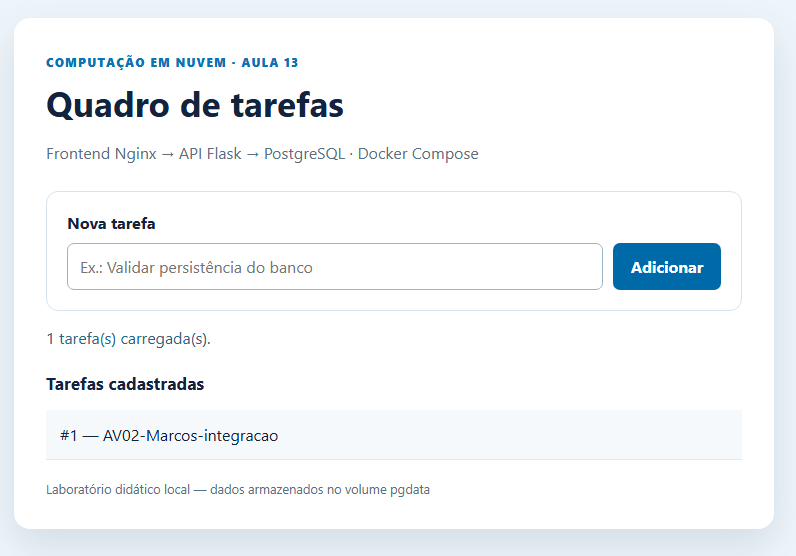 COMPUTAÇÃO EM NUVEM · AULA 13
Quadro de tarefas
Frontend Nginx → API Flask → PostgreSQL · Docker Compose
Nova tarefa
Ex.: Validar persistência do banco
Adicionar
1 tarefa(s) carregada(s).
Tarefas cadastradas
#1 — AV02-Marcos-integracao
Laboratório didático local — dados armazenados no volume pgdata